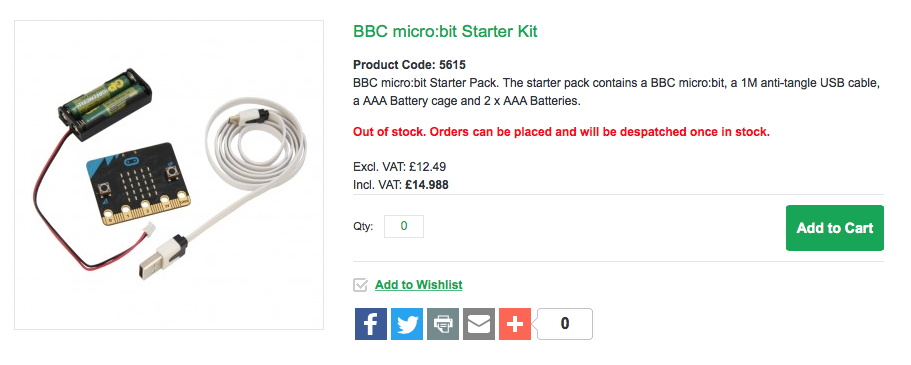 BBC micro:bit Starter Kit
Product Code: 5615
BBC micro:bit Starter Pack. The starter pack contains a BBC micro:bit, a 1M anti-tangle USB cable,
a AAA Battery cage and 2 x AAA Batteries.
Out of stock. Orders can be placed and will be despatched once in stock.
Excl. VAT: £12.49
Incl. VAT: £14.988
Qty:
0
Add to Cart
Add to Wishlist
0